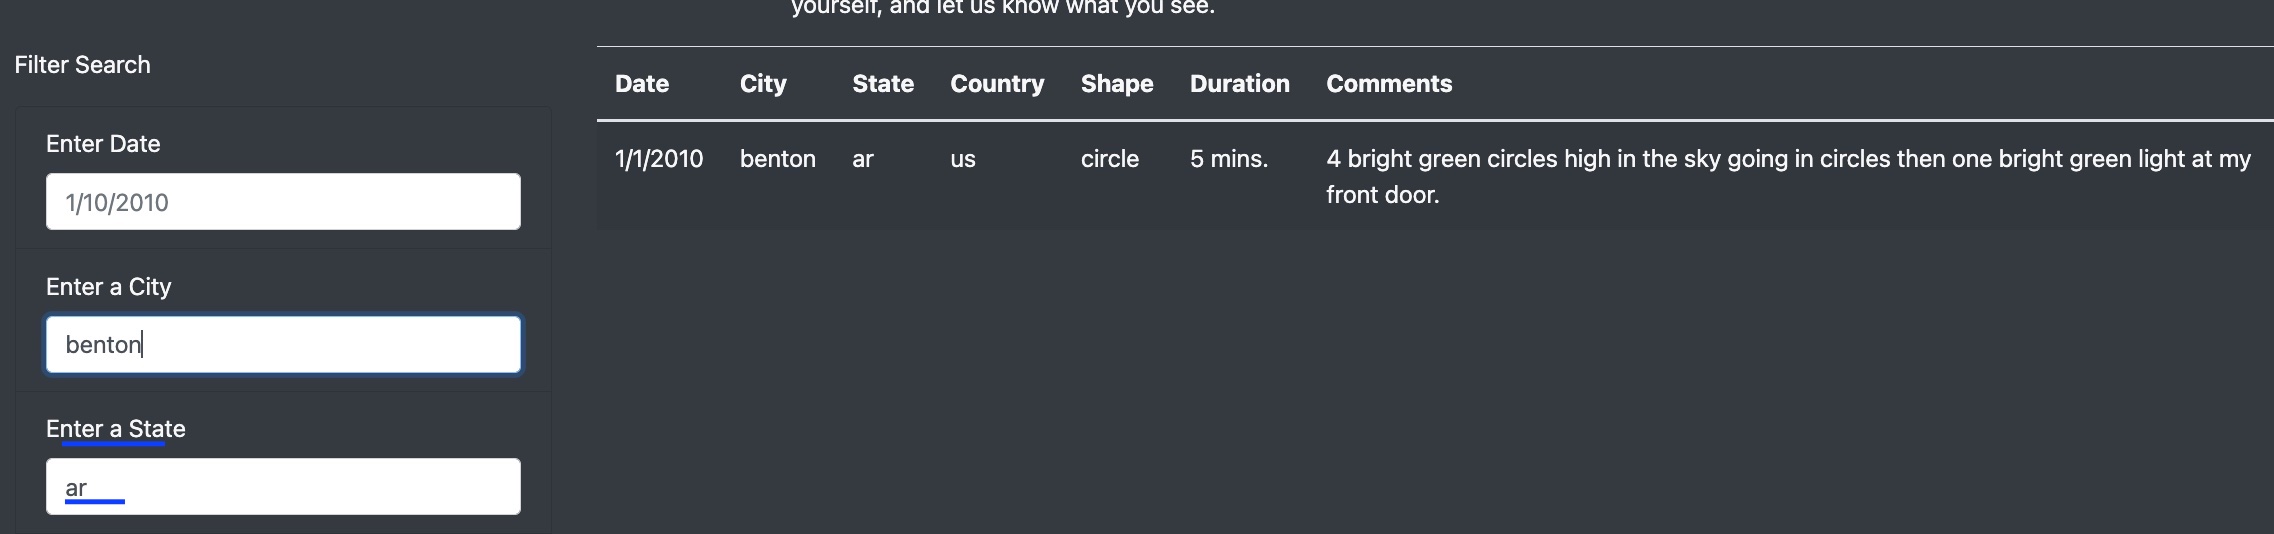 yourself, and let us know what you see.
Filter Search
Enter Date
1/10/2010
Enter a City
benton
Enter a State
ar
Date City State Country Shape Duration Comments
1/1/2010 benton ar us circle 5 mins. 4 bright green circles high in the sky going in circles then one bright green light at my
front door.